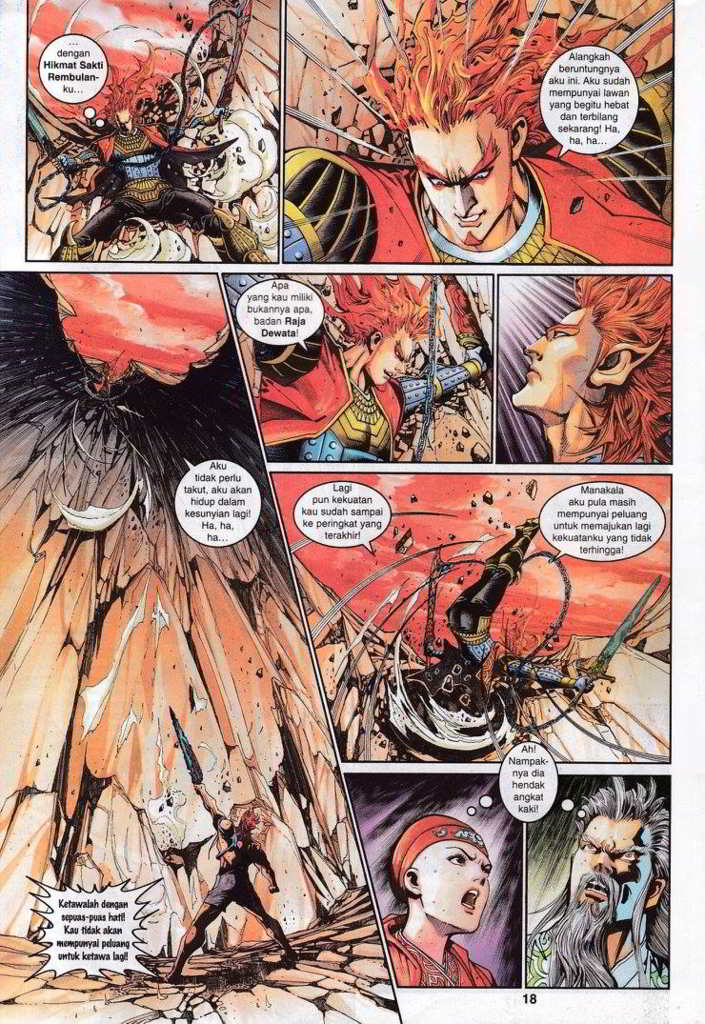 ...
dengan
Hikmat Sakti
Rembulan-
ku...
Alangkah
beruntungnya
aku ini. Aku sudah
mempunyai lawan
yang begitu hebat
dan terbilang
sekarang! Ha,
ha, ha...
Apa
yang kau miliki
bukannya apa,
badan Raja
Dewata!
Aku
tidak perlu
takut, aku akan
hidup dalam
kesunyian lagi!
Ha, ha,
ha...
Lagi
pun kekuatan
kau sudah sampai
ke peringkat yang
terakhir!
Manakala
aku pula masih
mempunyai peluang
untuk memajukan lagi
kekuatanku yang tidak
terhingga!
Ketawalah dengan
sepuas-puas hati!
Kau tidak akan
mempunyai peluang
untuk ketawa lagi!
Ah!
Nampak-
nya dia
hendak
angkat
kaki!
18